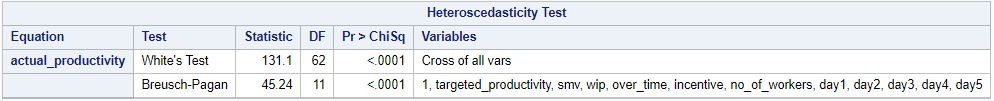 Heteroscedasticity Test
Equation Test Statistic DF Pr > ChiSq Variables
actual_productivity White's Test 131.1 62 <.0001 Cross of all vars
Breusch-Pagan 45.24 11 <.0001 1, targeted_productivity, smv, wip, over_time, incentive, no_of_workers, day1, day2, day3, day4, day5